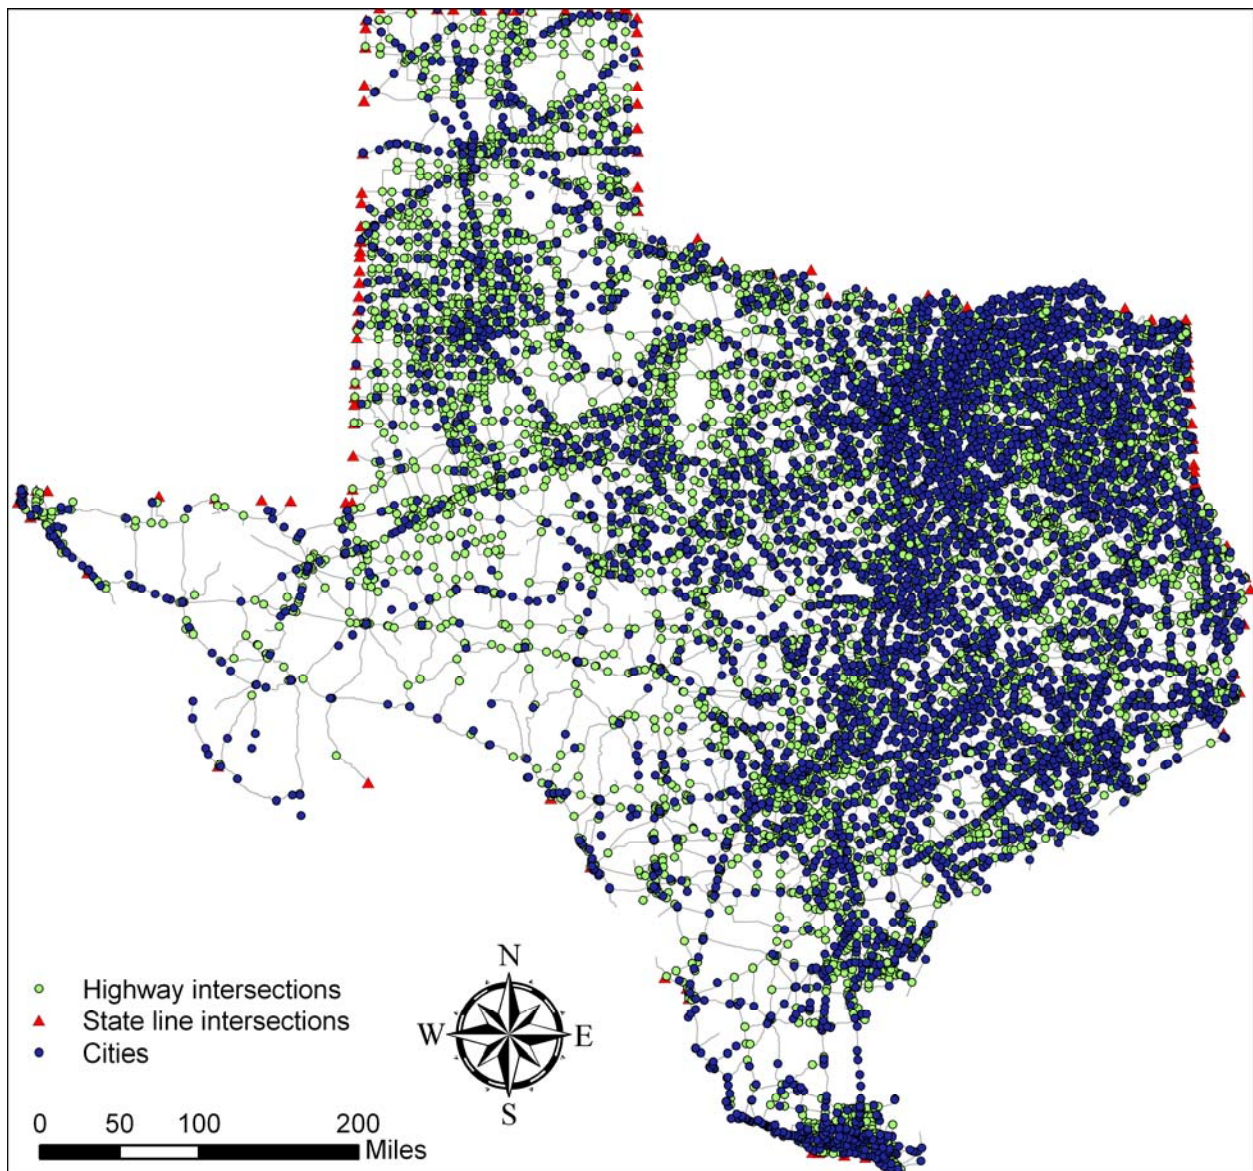 N
W E
S
Highway intersections
State line intersections
Cities
0 50 100 200
Miles